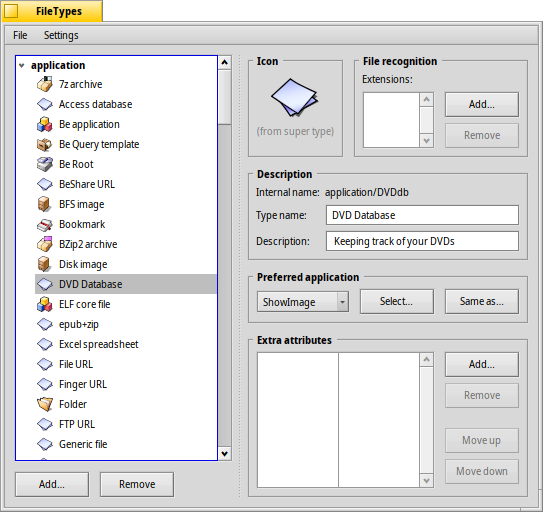 FileTypes
File Settings
application
7z archive
Access database
Be application
Be Query template
Be Root
BeShare URL
BFS image
Bookmark
BZip2 archive
Disk image
DVD Database
ELF core file
epub+zip
Excel spreadsheet
File URL
Finger URL
Folder
FTP URL
Generic file
Add... Remove
Icon
(from super type)
File recognition
Extensions:
Add...
Remove
Description
Internal name: application/DVDdb
Type name: DVD Database
Description: Keeping track of your DVDs
Preferred application
ShowImage Select... Same as...
Extra attributes
Add...
Remove
Move up
Move down